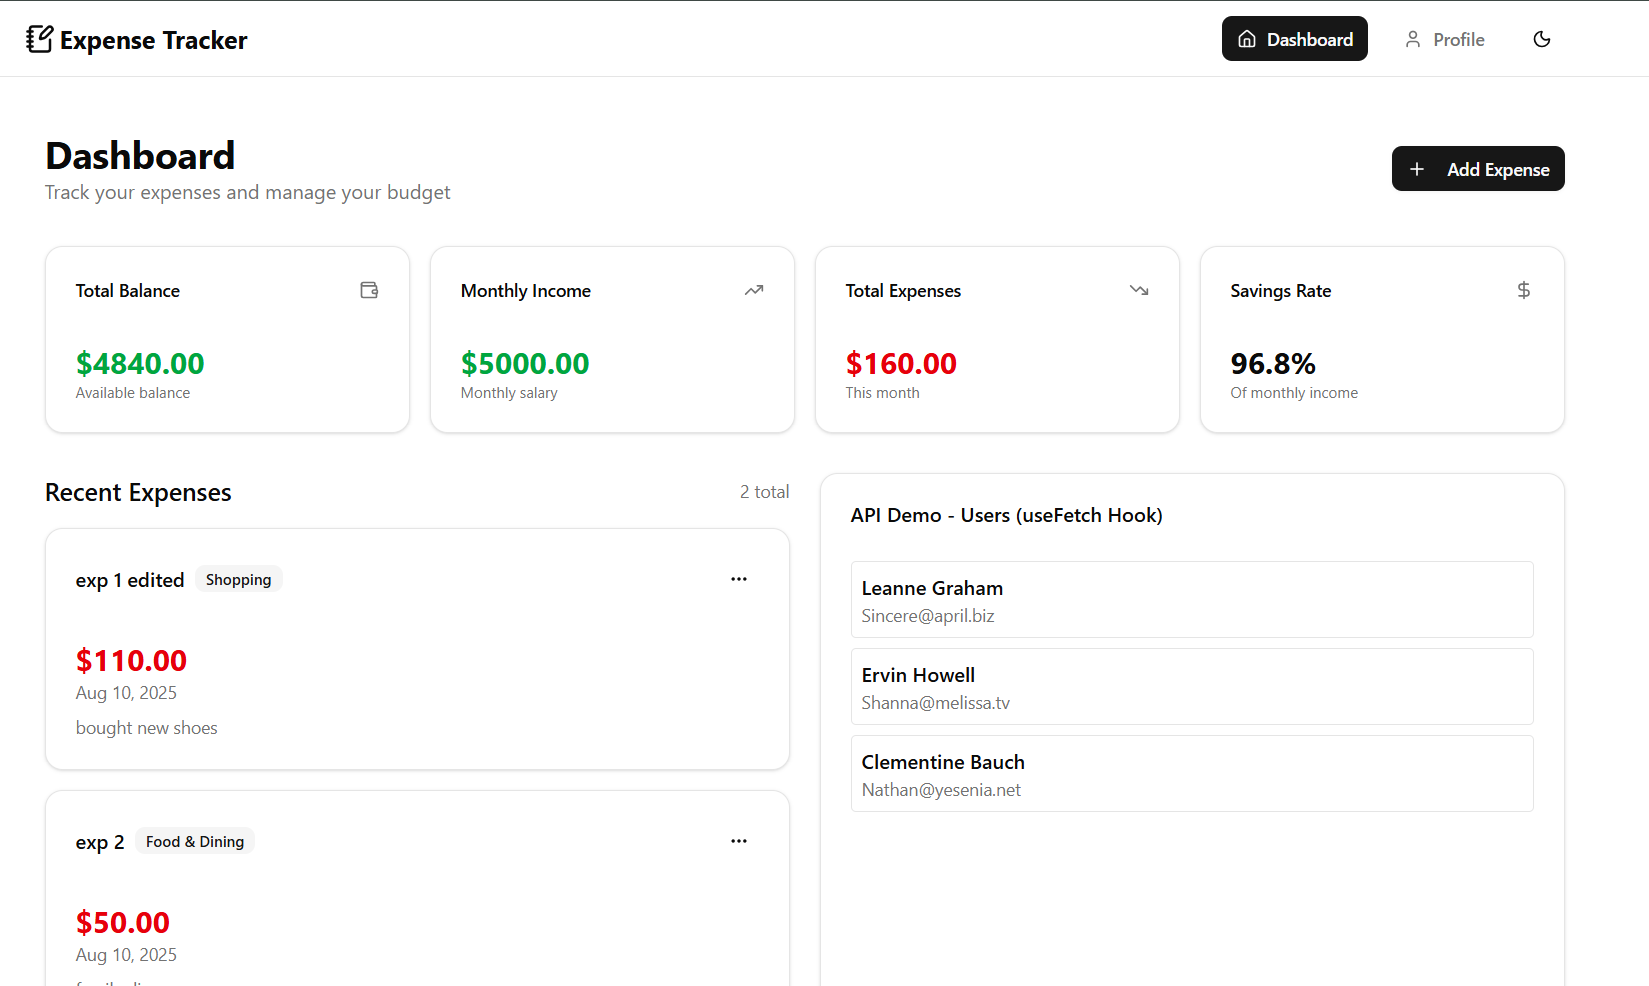 Expense Tracker
Dashboard
Profile
Dashboard
Track your expenses and manage your budget
Add Expense
Total Balance
$4840.00
Available balance
Monthly Income
$5000.00
Monthly salary
Total Expenses
$160.00
This month
Savings Rate
96.8%
Of monthly income
Recent Expenses
2 total
exp 1 edited
Shopping
$110.00
Aug 10, 2025
bought new shoes
exp 2
Food & Dining
$50.00
Aug 10, 2025
API Demo - Users (useFetch Hook)
Leanne Graham
Sincere@april.biz
Ervin Howell
Shanna@melissa.tv
Clementine Bauch
Nathan@yesenia.net